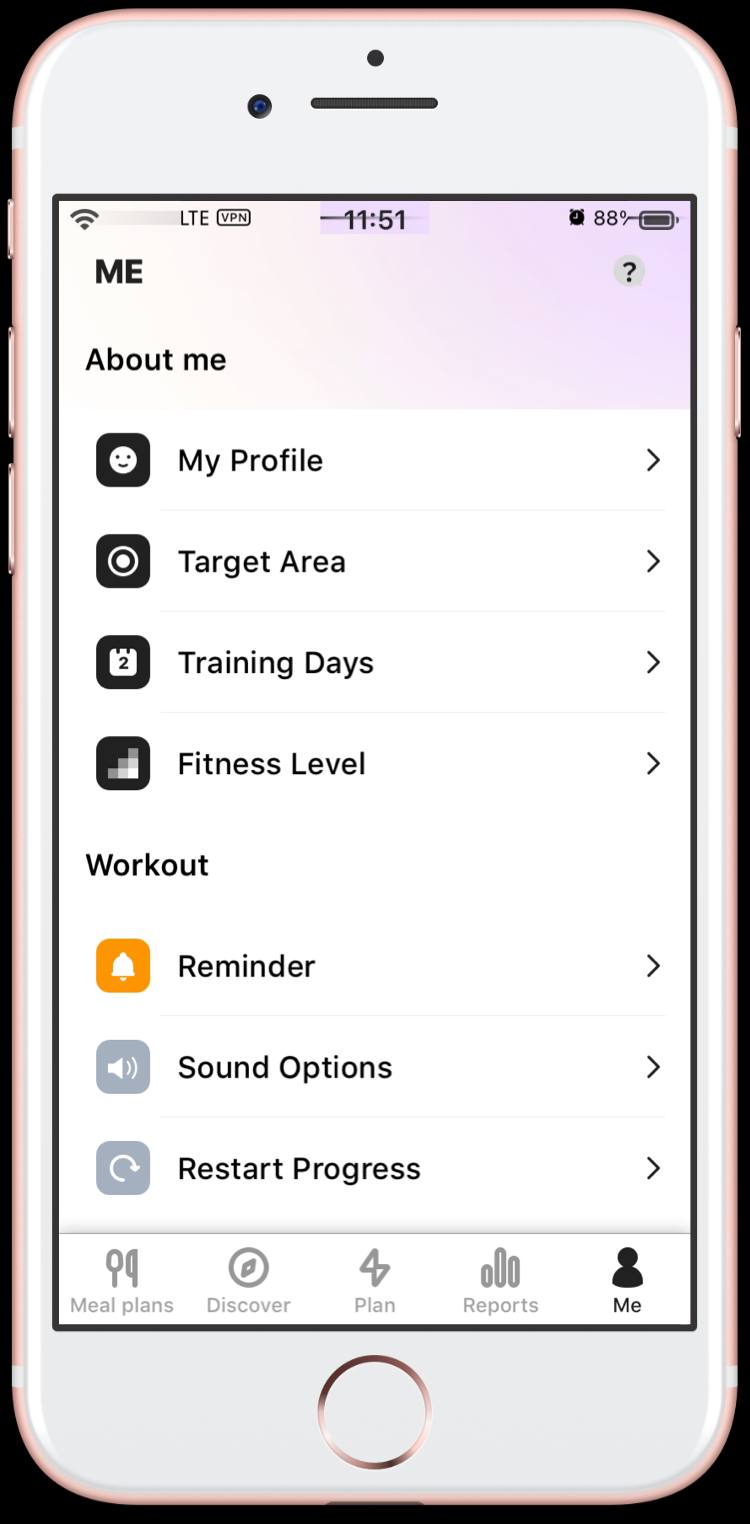 LTE VPN 11:51 88%
ME ?
About me
My Profile
Target Area
2 Training Days
Fitness Level
Workout
Reminder
Sound Options
Restart Progress
Meal plans Discover Plan Reports Me